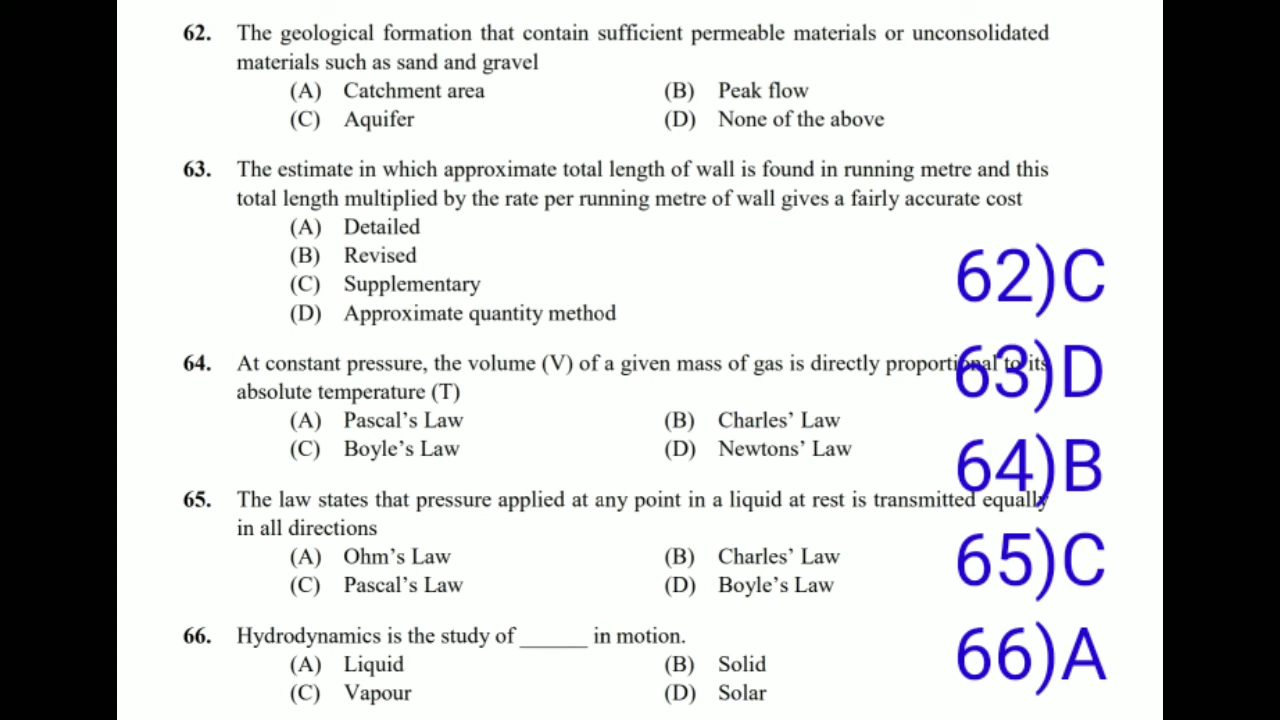 62. The geological formation that contain sufficient permeable materials or unconsolidated
materials such as sand and gravel
(A) Catchment area (B) Peak flow
(C) Aquifer (D) None of the above
63. The estimate in which approximate total length of wall is found in running metre and this
total length multiplied by the rate per running metre of wall gives a fairly accurate cost
(A) Detailed
(B) Revised
(C) Supplementary
(D) Approximate quantity method
64. At constant pressure, the volume (V) of a given mass of gas is directly proportional to its
absolute temperature (T)
(A) Pascal’s Law (B) Charles’ Law
(C) Boyle’s Law (D) Newtons’ Law
65. The law states that pressure applied at any point in a liquid at rest is transmitted equally
in all directions
(A) Ohm’s Law (B) Charles’ Law
(C) Pascal’s Law (D) Boyle’s Law
66. Hydrodynamics is the study of ______ in motion.
(A) Liquid (B) Solid
(C) Vapour (D) Solar
62)C
63)D
64)B
65)C
66)A